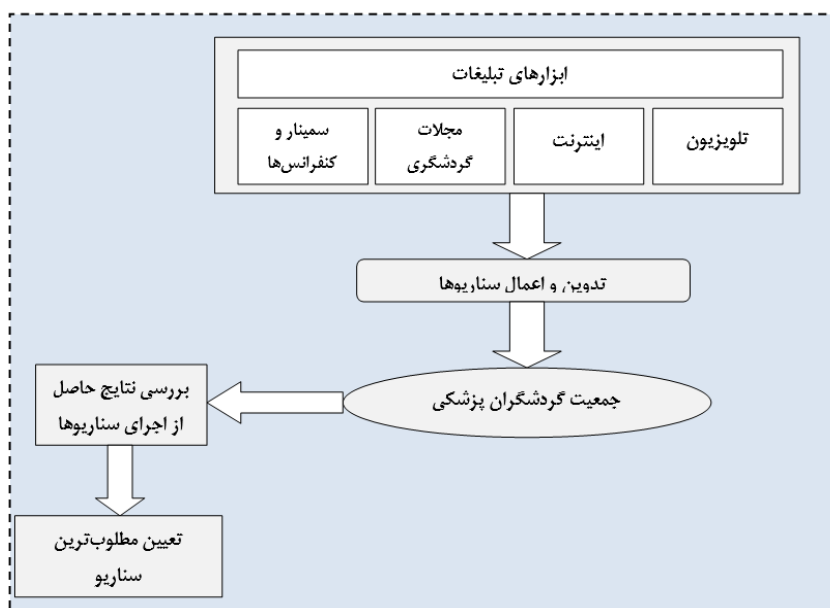 ابزارهای تبلیغات
تلویزیون
اینترنت
مجلات
گردشگری
سمینار و
کنفرانس‌ها
تدوین و اعمال سناریوها
جمعیت گردشگران پزشکی
بررسی نتایج حاصل
از اجرای سناریوها
تعیین مطلوب‌ترین
سناریو